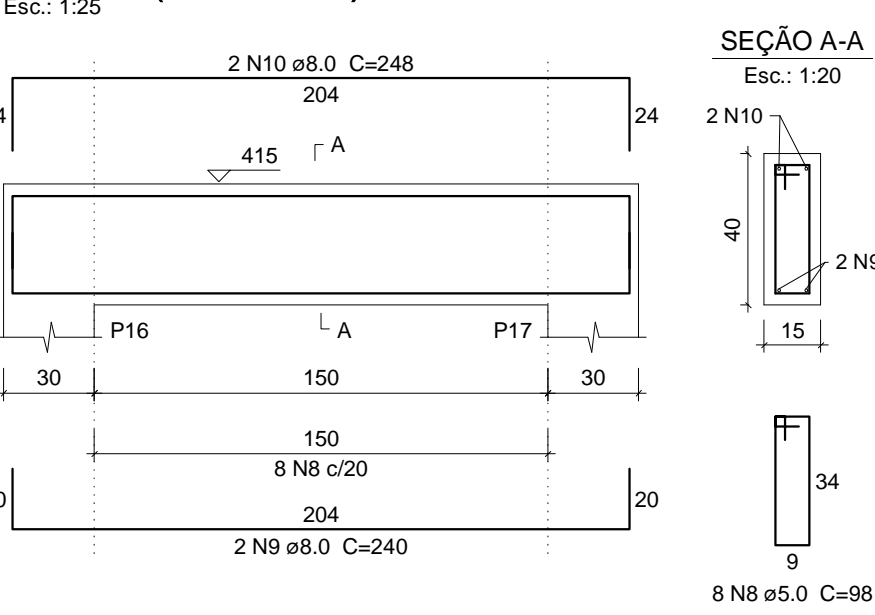 Esc.: 1:25
2 N10 ø8.0 C=248
204
24
415
A
A
P16
P17
30
150
30
150
8 N8 c/20
204
20
2 N9 ø8.0 C=240
SEÇÃO A-A
Esc.: 1:20
2 N10
40
2 N9
15
34
9
8 N8 ø5.0 C=98